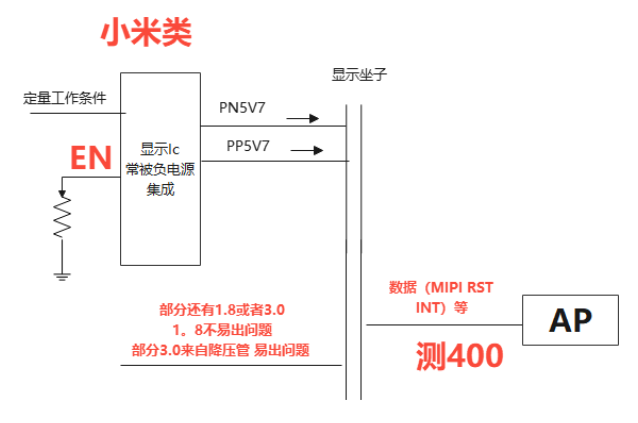 小米类
显示坐子
定量工作条件
PN5V7
EN
显示Ic
常被负电源
集成
PP5V7
部分还有1.8或者3.0
1。8不易出问题
部分3.0来自降压管 易出问题
数据（MIPI RST
INT）等
测400
AP